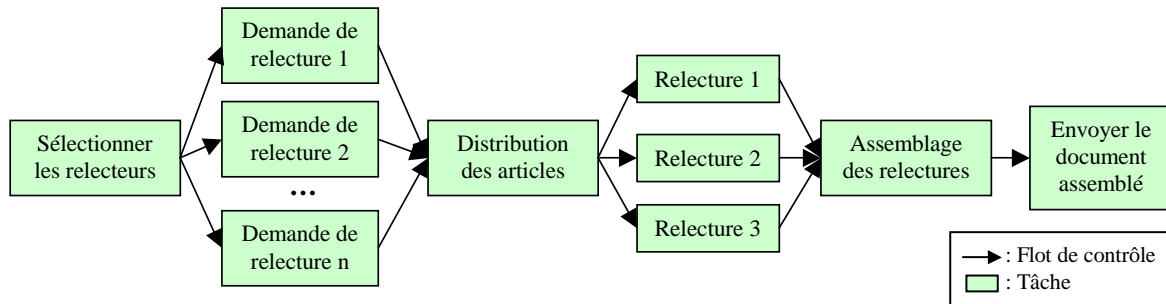 Sélectionner
les relecteurs
Demande de
relecture 1
Demande de
relecture 2
...
Demande de
relecture n
Distribution
des articles
Relecture 1
Relecture 2
Relecture 3
Assemblage
des relectures
Envoyer le
document
assemblé
: Flot de contrôle
: Tâche